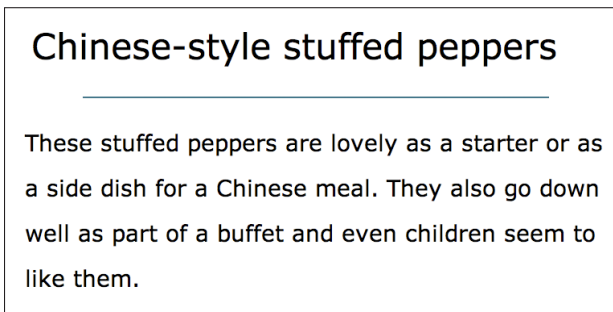 Chinese-style stuffed peppers
These stuffed peppers are lovely as a starter or as
a side dish for a Chinese meal. They also go down
well as part of a buffet and even children seem to
like them.